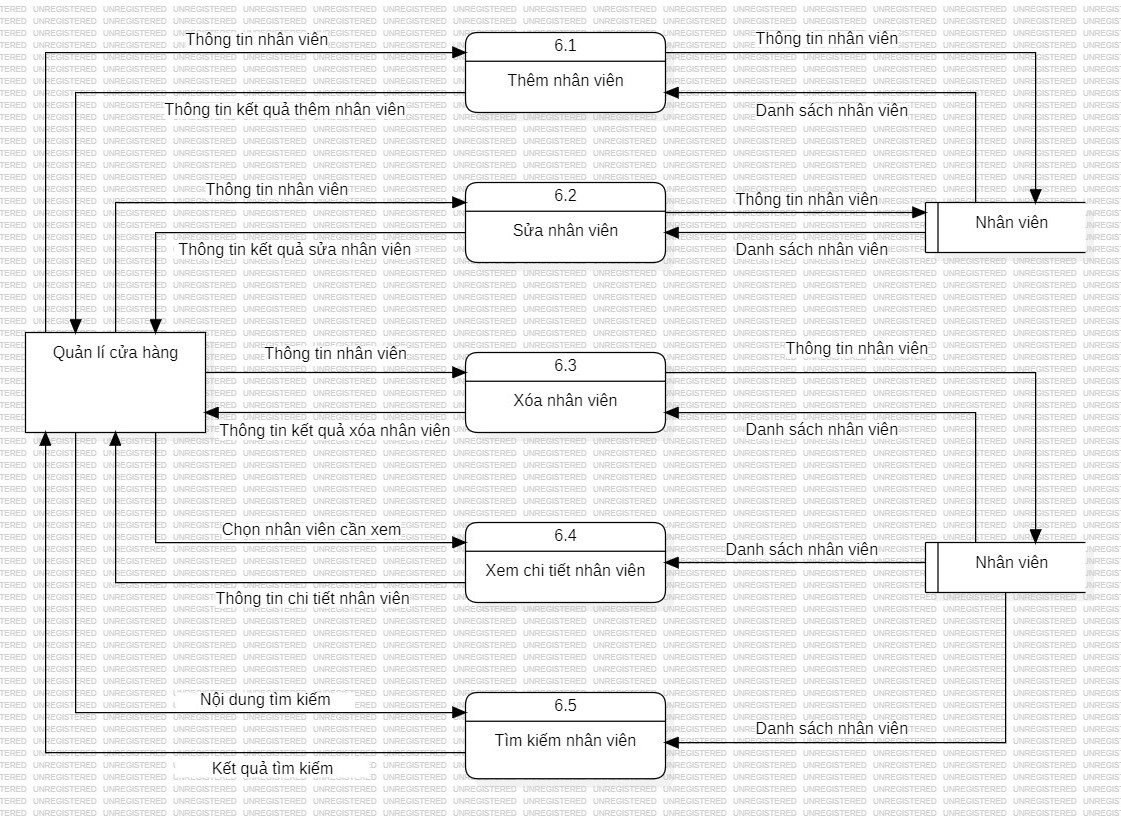 Thông tin nhân viên
6.1
Thêm nhân viên
Thông tin nhân viên
Thông tin kết quả thêm nhân viên
Danh sách nhân viên
Thông tin nhân viên
6.2
Sửa nhân viên
Thông tin nhân viên
Nhân viên
Thông tin kết quả sửa nhân viên
Danh sách nhân viên
Quản lí cửa hàng
Thông tin nhân viên
6.3
Xóa nhân viên
Thông tin nhân viên
Thông tin kết quả xóa nhân viên
Danh sách nhân viên
Chọn nhân viên cần xem
6.4
Xem chi tiết nhân viên
Danh sách nhân viên
Nhân viên
Thông tin chi tiết nhân viên
Nội dung tìm kiếm
6.5
Tìm kiếm nhân viên
Danh sách nhân viên
Kết quả tìm kiếm
UNREGISTERED